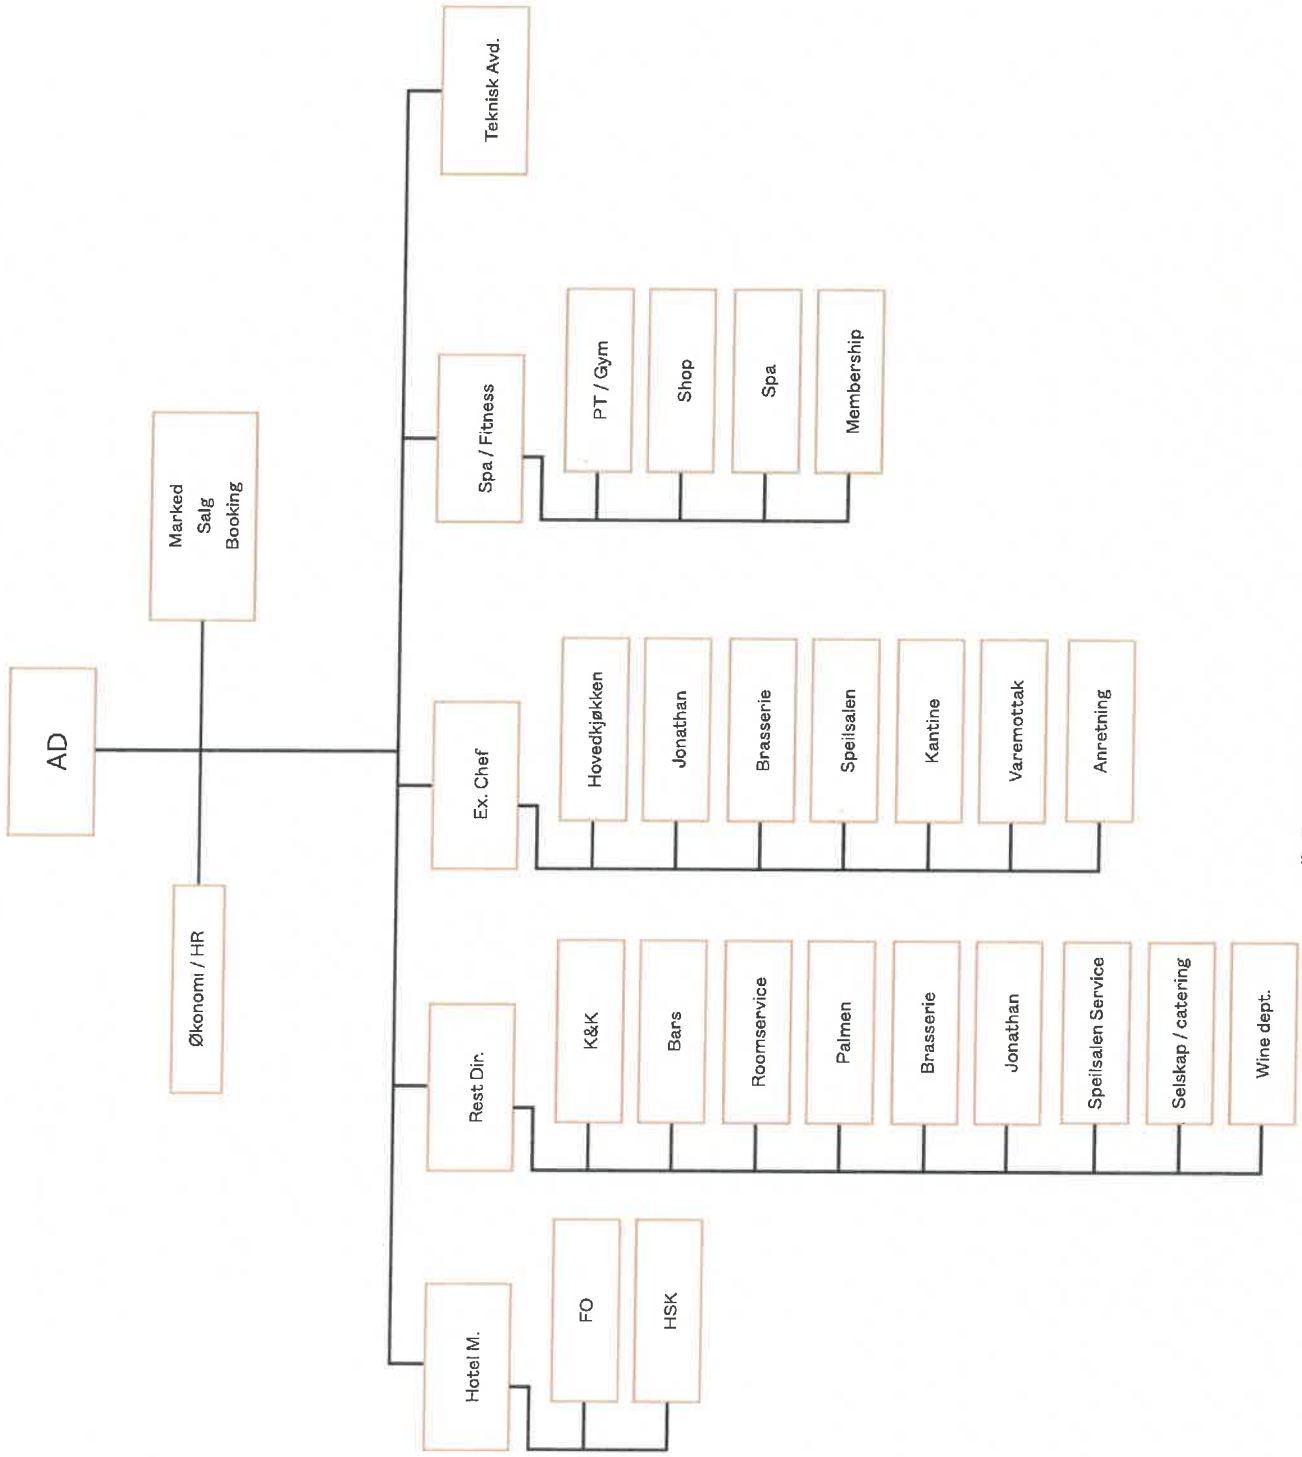 AD
Økonomi / HR
Marked
Salg
Booking
Hotel M.
FO
HSK
Rest Dir.
K&K
Bars
Roomservice
Palmen
Brasserie
Jonathan
Speilsalen Service
Selskap / catering
Wine dept.
Ex. Chef
Hovedkjøkken
Jonathan
Brasserie
Speilsalen
Kantine
Varemottak
Anretning
Spa / Fitness
PT / Gym
Shop
Spa
Membership
Teknisk Avd.